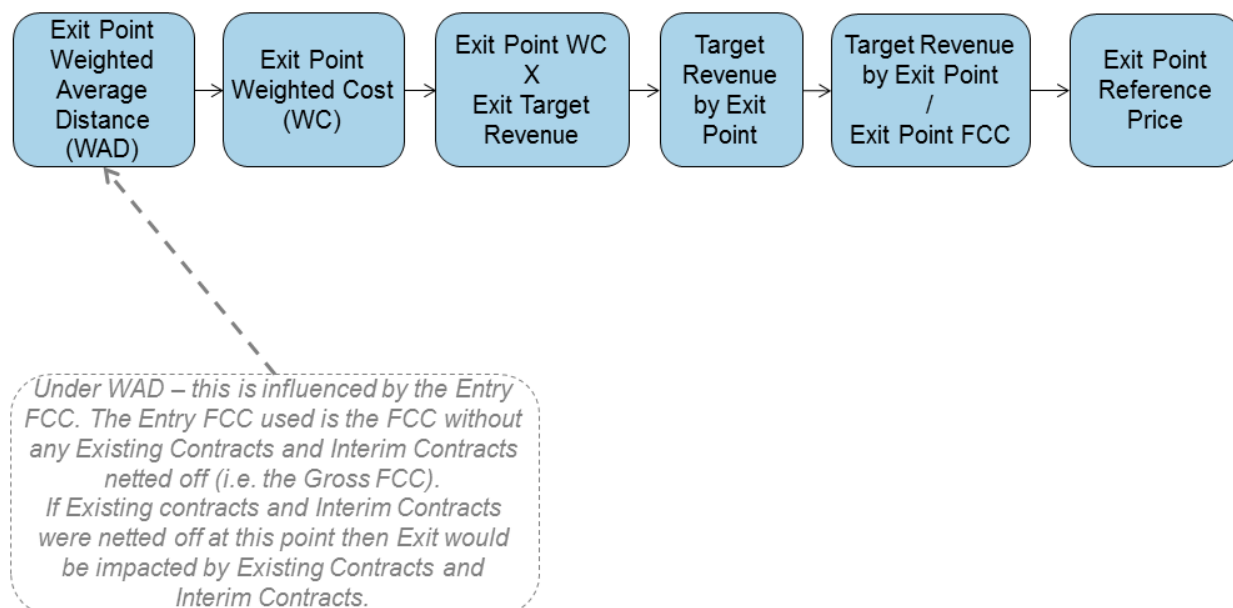 Exit Point
Weighted
Average
Distance
(WAD)
Exit Point
Weighted Cost
(WC)
Exit Point WC
X
Exit Target
Revenue
Target
Revenue
by Exit
Point
Target Revenue
by Exit Point
/
Exit Point FCC
Exit Point
Reference
Price
Under WAD – this is influenced by the Entry
FCC. The Entry FCC used is the FCC without
any Existing Contracts and Interim Contracts
netted off (i.e. the Gross FCC).
If Existing contracts and Interim Contracts
were netted off at this point then Exit would
be impacted by Existing Contracts and
Interim Contracts.